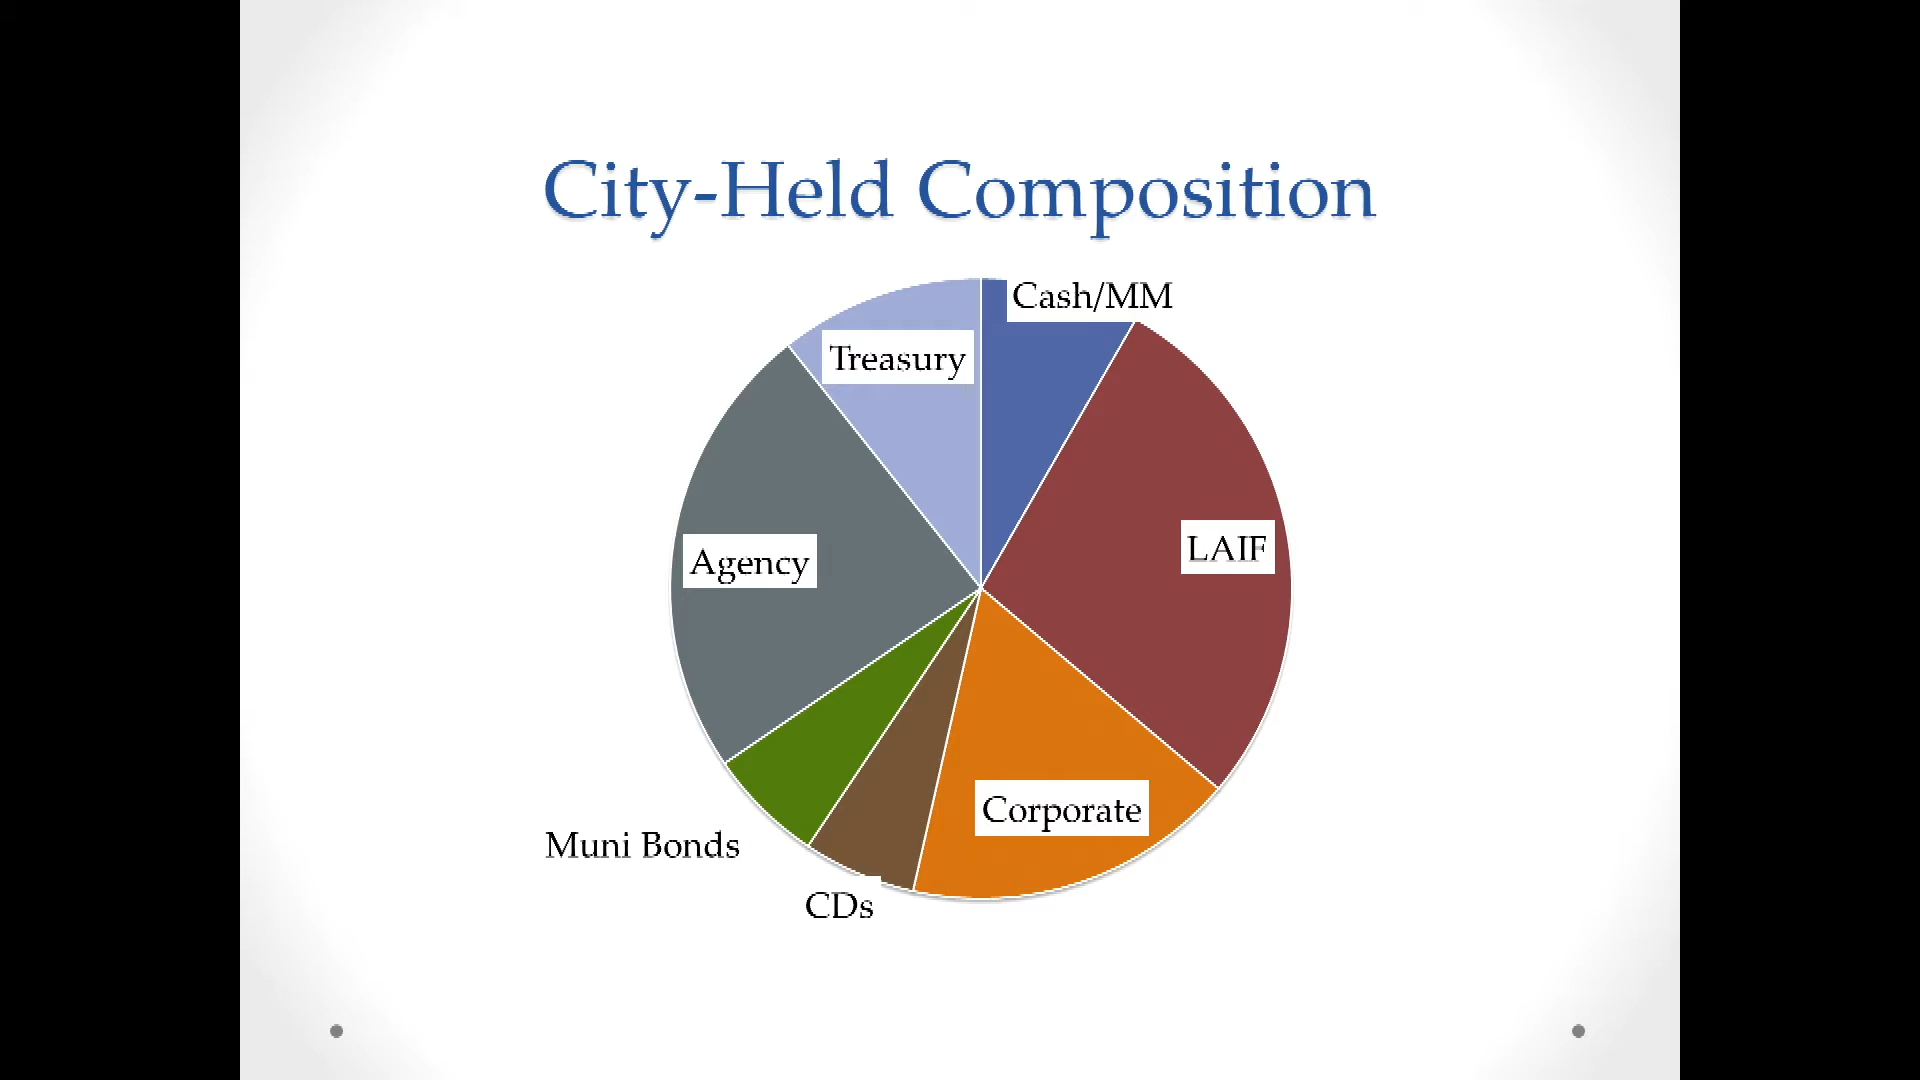 City-Held Composition
Cash/MM
Treasury
LAIF
Agency
Corporate
Muni Bonds
CDs